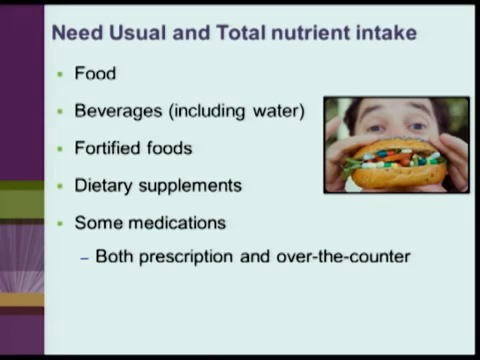 Need Usual and Total nutrient intake
Food
Beverages (including water)
Fortified foods
Dietary supplements
Some medications
– Both prescription and over-the-counter